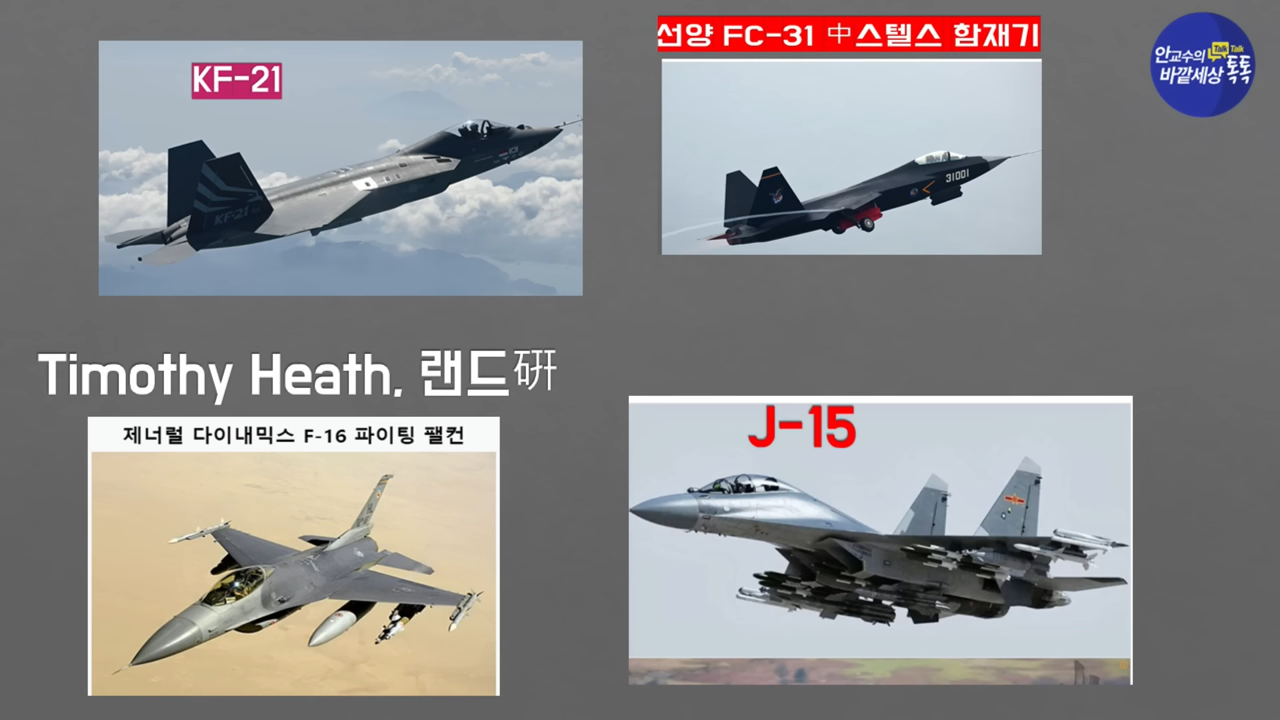 KF-21
KF-21
선양 FC-31 中스텔스 함재기
31001
안교수의
Talk Talk
바깥세상 톡톡
Timothy Heath, 랜드硏
제너럴 다이내믹스 F-16 파이팅 팰컨
J-15